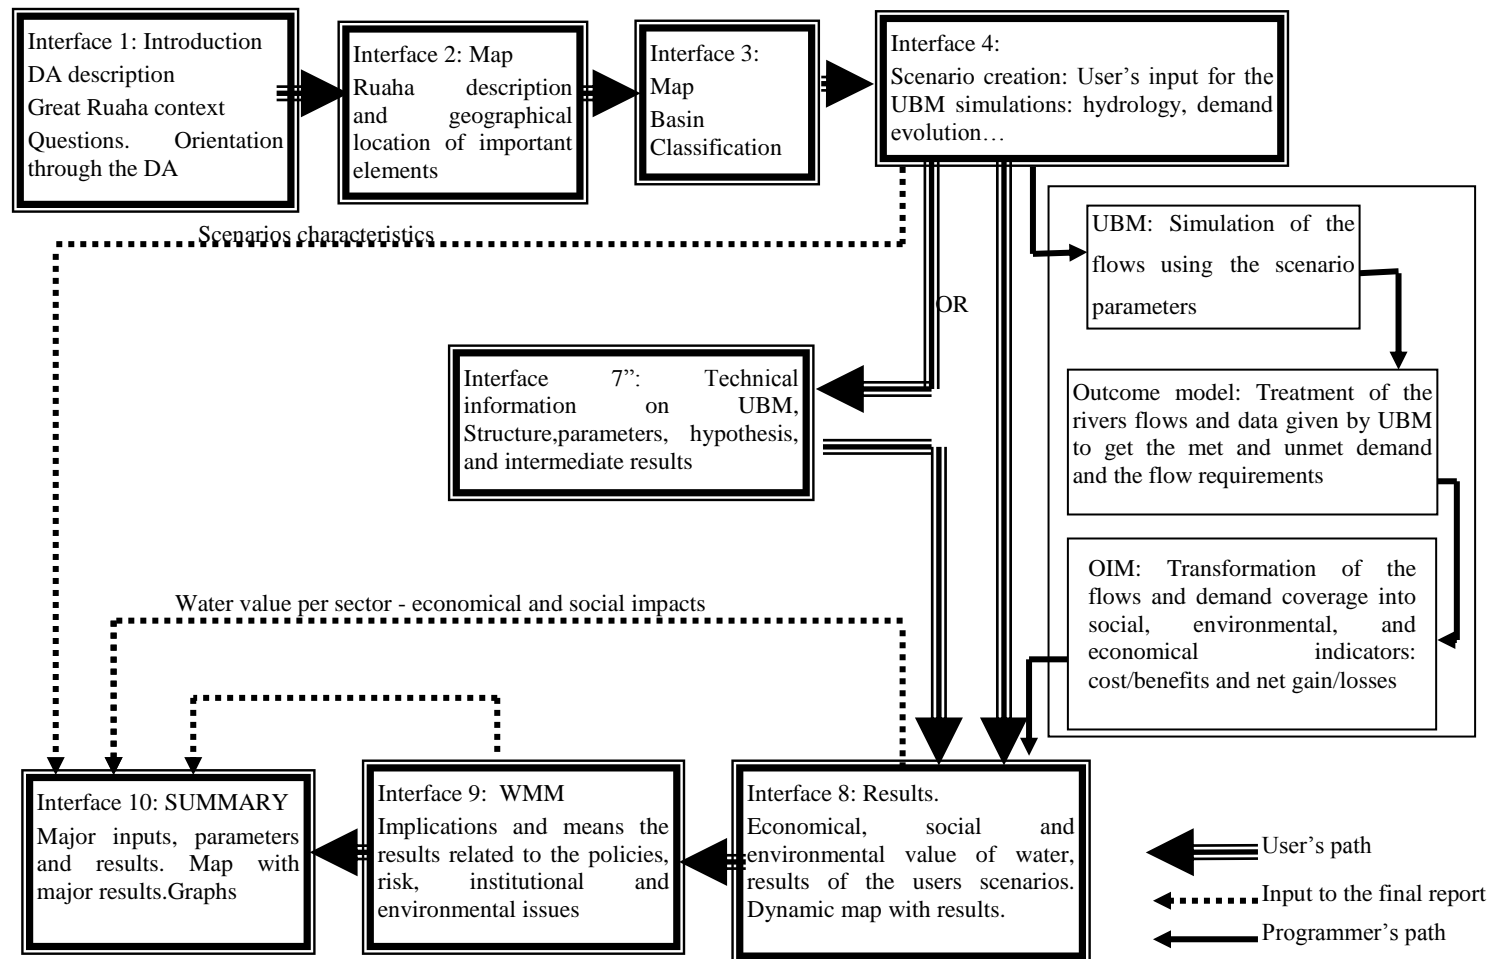 Interface 1: Introduction
DA description
Great Ruaha context
Questions. Orientation
through the DA
Interface 2: Map
Ruaha description
and geographical
location of important
elements
Interface 3:
Map
Basin
Classification
Interface 4:
Scenario creation: User's input for the
UBM simulations: hydrology, demand
evolution…
Scenarios characteristics
UBM: Simulation of the
flows using the scenario
parameters
OR
Interface 7”: Technical
information on UBM,
Structure,parameters, hypothesis,
and intermediate results
Outcome model: Treatment of the
rivers flows and data given by UBM
to get the met and unmet demand
and the flow requirements
OIM: Transformation of the
flows and demand coverage into
social, environmental, and
economical indicators:
cost/benefits and net gain/losses
Water value per sector - economical and social impacts
Interface 10: SUMMARY
Major inputs, parameters
and results. Map with
major results.Graphs
Interface 9: WMM
Implications and means the
results related to the policies,
risk, institutional and
environmental issues
Interface 8: Results.
Economical, social and
environmental value of water,
results of the users scenarios.
Dynamic map with results.
User's path
Input to the final report
Programmer's path